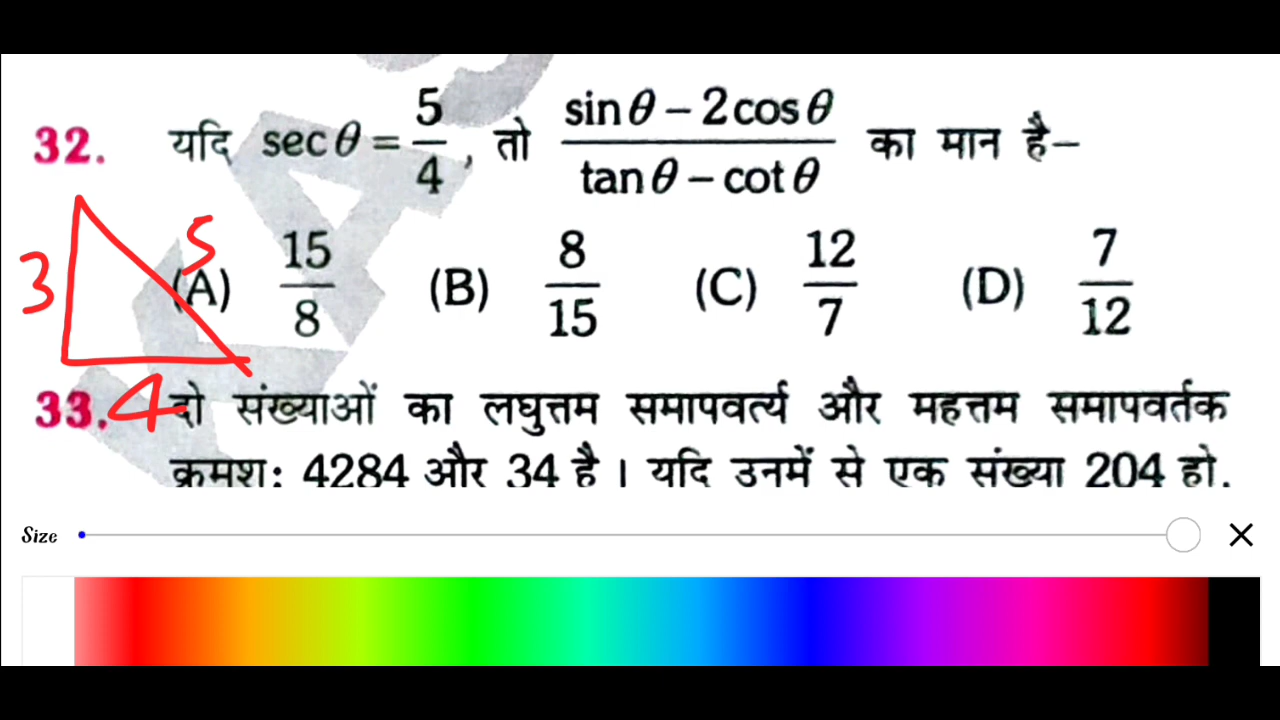 32. यदि sec θ = 5/4, तो (sin θ – 2 cos θ)/(tan θ – cot θ) का मान है–
3 5
(A) 15/8 (B) 8/15 (C) 12/7 (D) 7/12
4
33. दो संख्याओं का लघुत्तम समापवर्त्य और महत्तम समापवर्तक
क्रमश: 4284 और 34 है । यदि उनमें से एक संख्या 204 हो.
Size